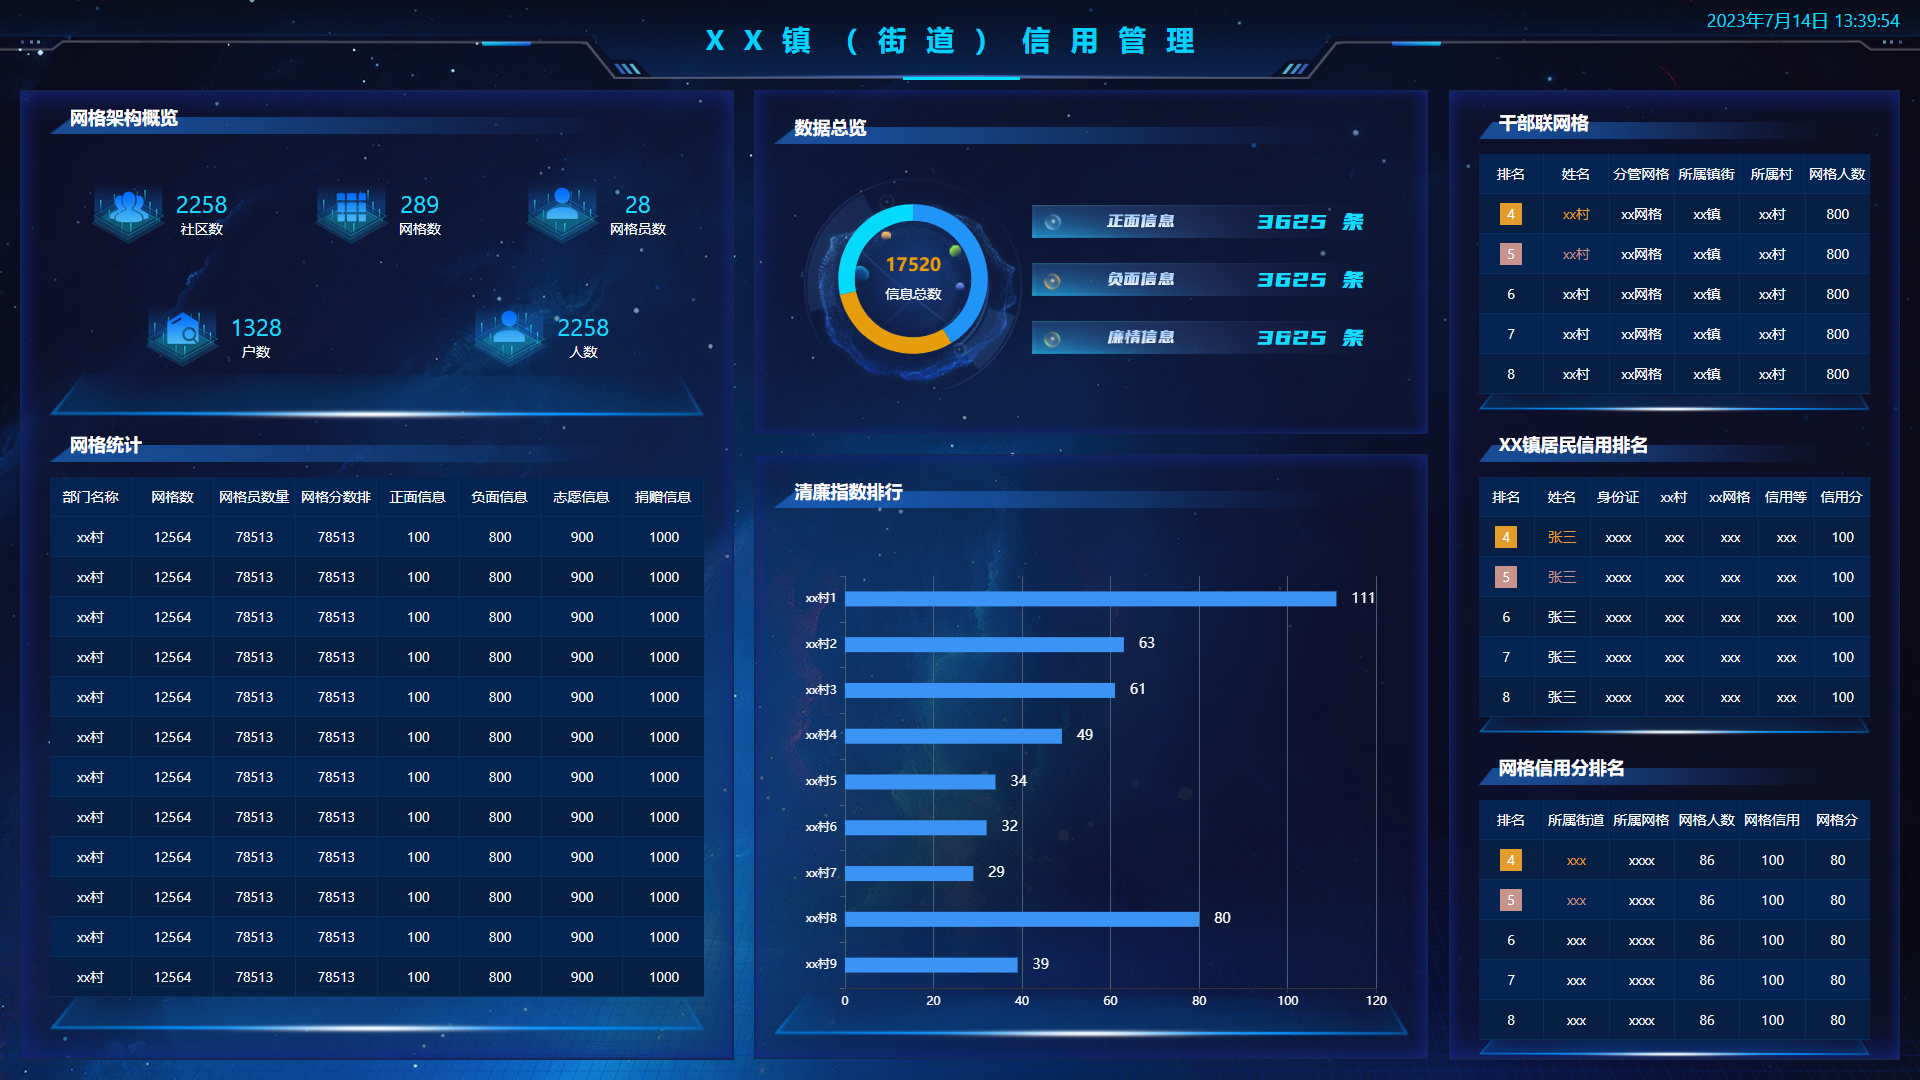 XX镇（街道）信用管理
2023年7月14日 13:39:54
网格架构概览
2258
社区数
289
网格数
28
网格员数
1328
户数
2258
人数
网格统计
部门名称 网格数 网格员数量 网格分数排 正面信息 负面信息 志愿信息 捐赠信息
xx村 12564 78513 78513 100 800 900 1000
xx村 12564 78513 78513 100 800 900 1000
xx村 12564 78513 78513 100 800 900 1000
xx村 12564 78513 78513 100 800 900 1000
xx村 12564 78513 78513 100 800 900 1000
xx村 12564 78513 78513 100 800 900 1000
xx村 12564 78513 78513 100 800 900 1000
xx村 12564 78513 78513 100 800 900 1000
xx村 12564 78513 78513 100 800 900 1000
xx村 12564 78513 78513 100 800 900 1000
xx村 12564 78513 78513 100 800 900 1000
xx村 12564 78513 78513 100 800 900 1000
数据总览
17520
信息总数
正面信息 3625 条
负面信息 3625 条
廉情信息 3625 条
清廉指数排行
xx村1 111
xx村2 63
xx村3 61
xx村4 49
xx村5 34
xx村6 32
xx村7 29
xx村8 80
xx村9 39
0 20 40 60 80 100 120
干部联网格
排名 姓名 分管网格 所属镇街 所属村 网格人数
4 xx村 xx网格 xx镇 xx村 800
5 xx村 xx网格 xx镇 xx村 800
6 xx村 xx网格 xx镇 xx村 800
7 xx村 xx网格 xx镇 xx村 800
8 xx村 xx网格 xx镇 xx村 800
XX镇居民信用排名
排名 姓名 身份证 xx村 xx网格 信用等 信用分
4 张三 xxxx xxx xxx xxx 100
5 张三 xxxx xxx xxx xxx 100
6 张三 xxxx xxx xxx xxx 100
7 张三 xxxx xxx xxx xxx 100
8 张三 xxxx xxx xxx xxx 100
网格信用分排名
排名 所属街道 所属网格 网格人数 网格信用 网格分
4 xxx xxxx 86 100 80
5 xxx xxxx 86 100 80
6 xxx xxxx 86 100 80
7 xxx xxxx 86 100 80
8 xxx xxxx 86 100 80